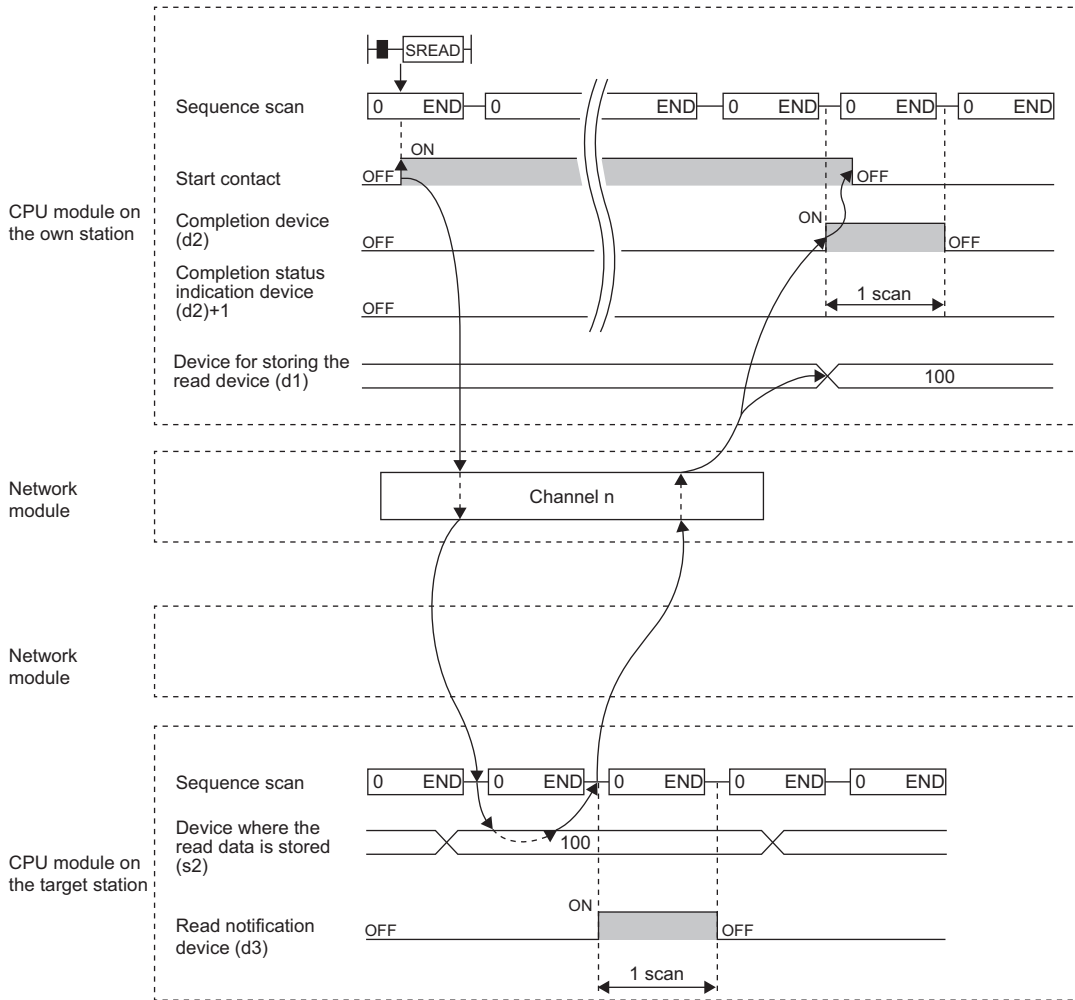 SREAD
CPU module on
the own station
Sequence scan
0 END 0 END 0 END 0 END 0 END
ON
Start contact
OFF
OFF
Completion device
(d2)
ON
OFF
OFF
Completion status
indication device
(d2)+1
OFF
1 scan
Device for storing the
read device (d1)
100
Network
module
Channel n
Network
module
CPU module on
the target station
Sequence scan
0 END 0 END 0 END 0 END 0 END
Device where the
read data is stored
(s2)
100
Read notification
device (d3)
ON
OFF
OFF
1 scan